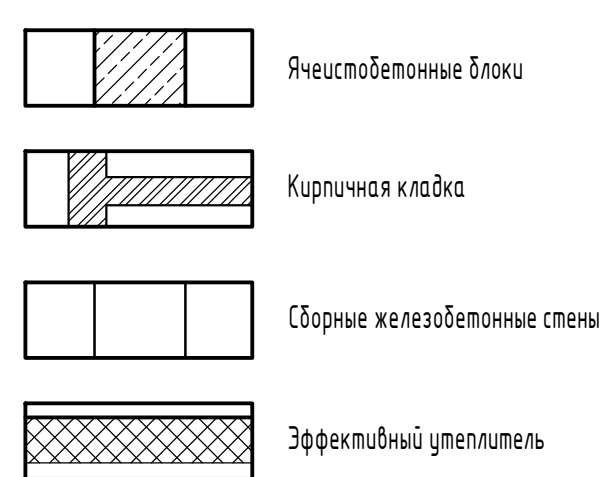 Ячеистобетонные блоки
Кирпичная кладка
Сборные железобетонные стены
Эффективный утеплитель